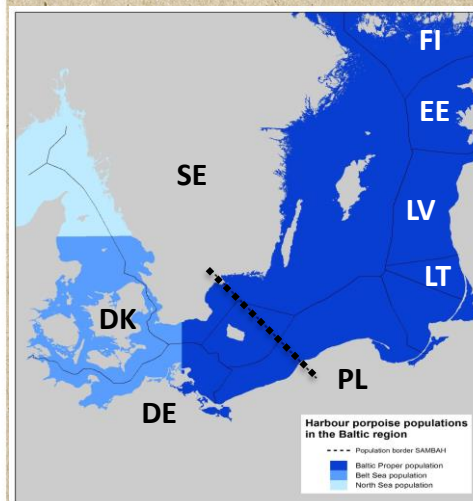 FI
EE
SE
LV
LT
DK
PL
DE
Harbour porpoise populations
in the Baltic region
Population border SAMBAH
Baltic Proper population
Belt Sea population
North Sea population